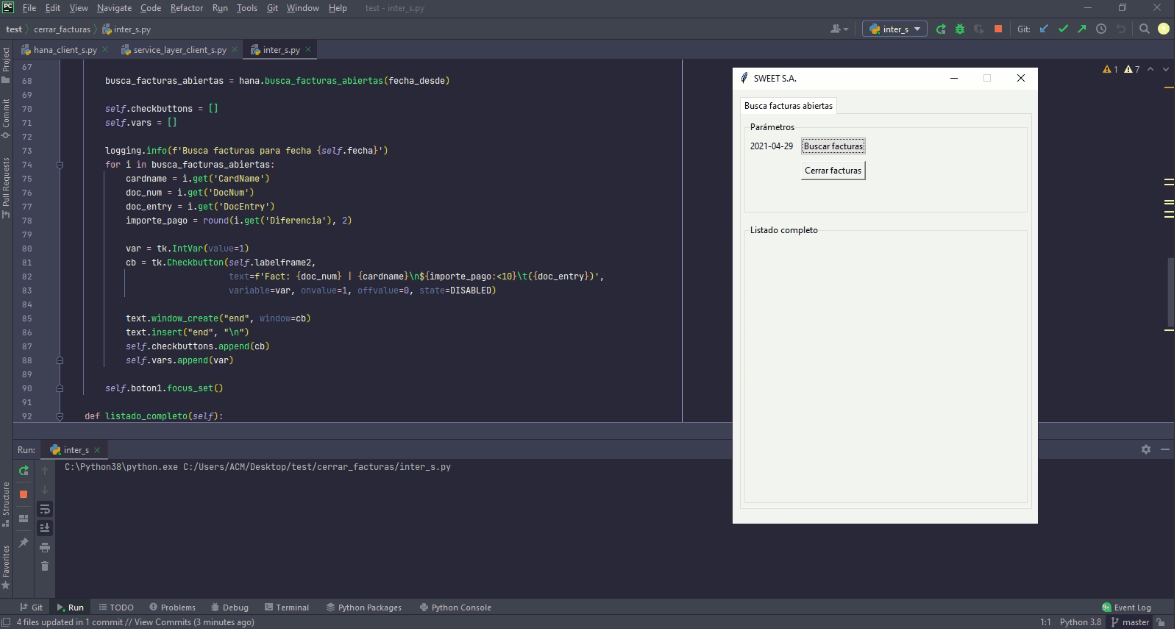 PC File Edit View Navigate Code Refactor Run Tools Git Window Help test - inter_s.py
test cerrar_facturas inter_s.py inter_s Git:
hana_client_s.py service_layer_client_s.py inter_s.py
1 7
Project
Commit
Pull Requests
Structure
Favorites
67
68 busca_facturas_abiertas = hana.busca_facturas_abiertas(fecha_desde)
69
70 self.checkbuttons = []
71 self.vars = []
72
73 logging.info(f'Busca facturas para fecha {self.fecha}')
74 for i in busca_facturas_abiertas:
75 cardname = i.get('CardName')
76 doc_num = i.get('DocNum')
77 doc_entry = i.get('DocEntry')
78 importe_pago = round(i.get('Diferencia'), 2)
79
80 var = tk.IntVar(value=1)
81 cb = tk.Checkbutton(self.labelframe2,
82 text=f'Fact: {doc_num} | {cardname}\n${importe_pago:<10}\t({doc_entry})',
83 variable=var, onvalue=1, offvalue=0, state=DISABLED)
84
85 text.window_create("end", window=cb)
86 text.insert("end", "\n")
87 self.checkbuttons.append(cb)
88 self.vars.append(var)
89
90 self.boton1.focus_set()
91
92 def listado_completo(self):
SWEET S.A.
Busca facturas abiertas
Parámetros
2021-04-29 Buscar facturas
Cerrar facturas
Listado completo
Run: inter_s
C:\Python38\python.exe C:/Users/ACM/Desktop/test/cerrar_facturas/inter_s.py
Git Run TODO Problems Debug Terminal Python Packages Python Console Event Log
4 files updated in 1 commit // View Commits (3 minutes ago) 1:1 Python 3.8 master